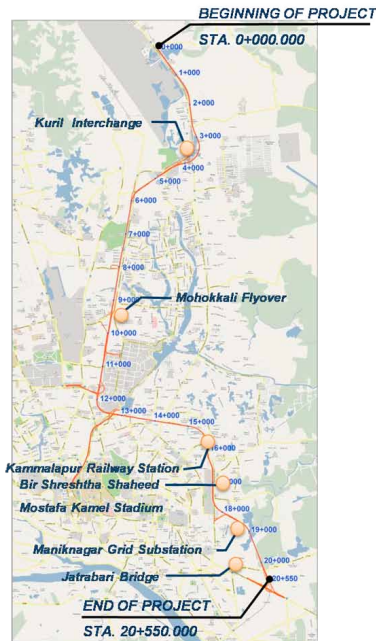 BEGINNING OF PROJECT
0+000
STA. 0+000.000
1+000
2+000
Kuril Interchange
3+000
4+000
5+000
6+000
7+000
8+000
9+000
Mohokkali Flyover
10+000
11+000
12+000
13+000
14+000
15+000
16+000
Kammalapur Railway Station
Bir Shreshtha Shaheed
Mostafa Kamel Stadium
18+000
19+000
Maniknagar Grid Substation
20+000
Jatrabari Bridge
20+550
END OF PROJECT
STA. 20+550.000